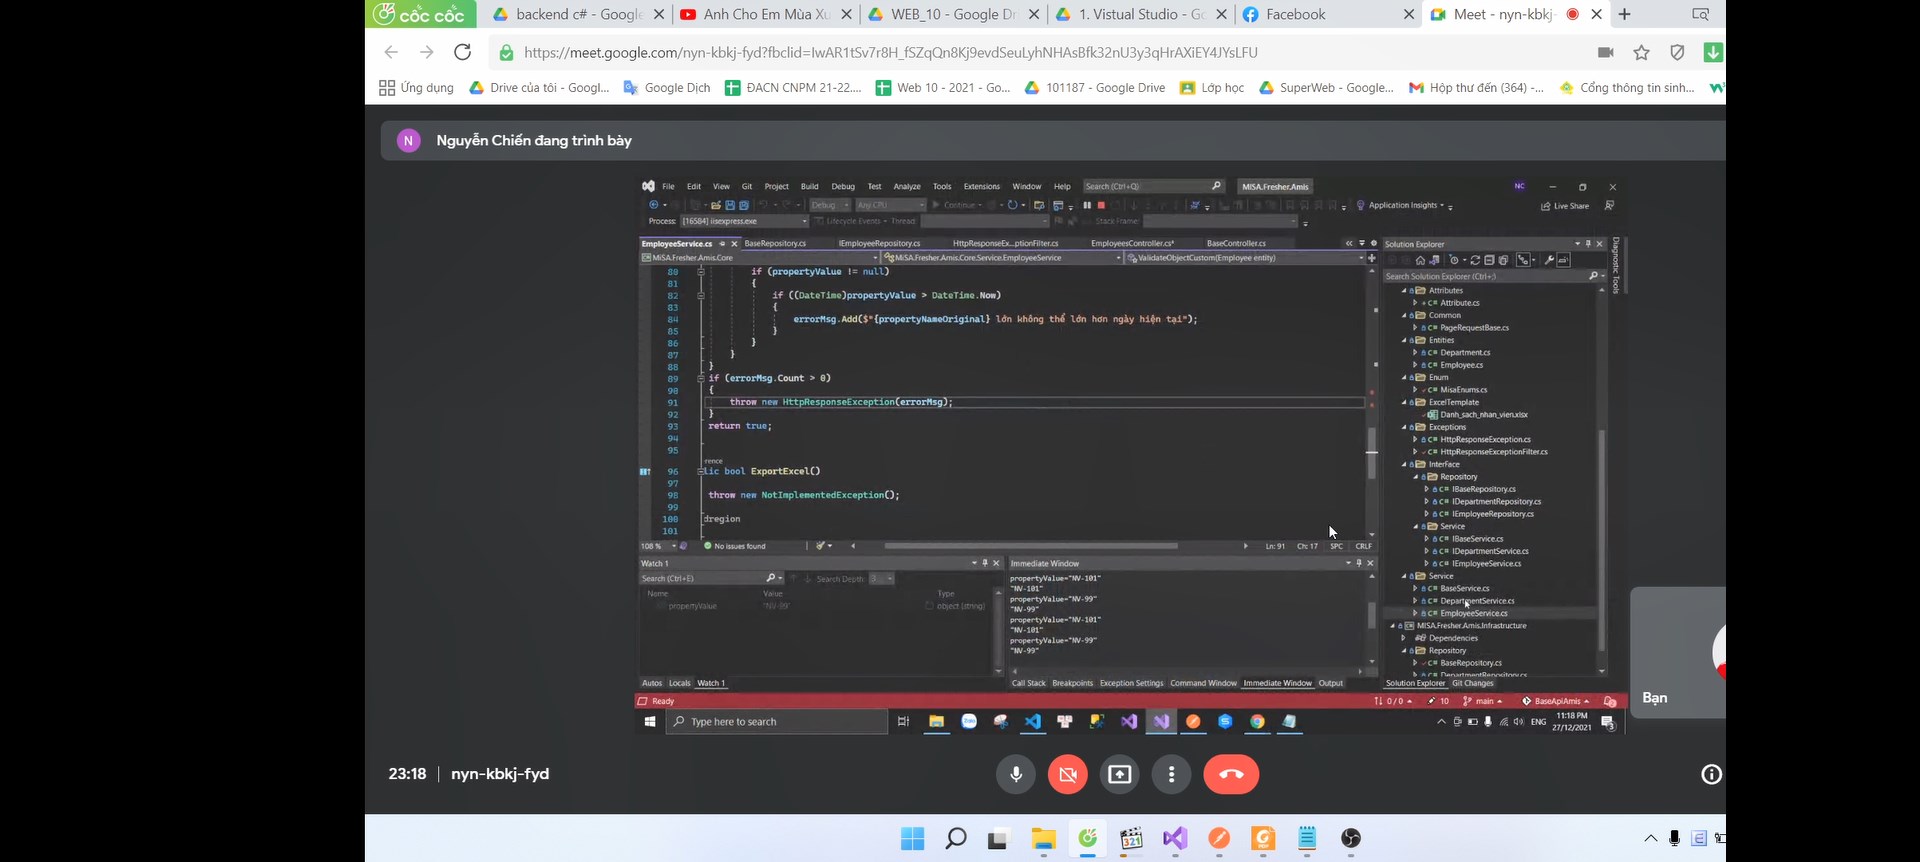 cốc cốc
backend c# - Google
Anh Cho Em Mùa Xu
WEB_10 - Google Dr
1. Vistual Studio - Go
Facebook
Meet - nyn-kbkj-
https://meet.google.com/nyn-kbkj-fyd?fbclid=IwAR1tSv7r8H_fSZqQn8Kj9evdSeuLyhNHAsBfk32nU3y3qHrAXiEY4JYsLFU
Ứng dụng
Drive của tôi - Googl...
Google Dịch
ĐACN CNPM 21-22....
Web 10 - 2021 - Go...
101187 - Google Drive
Lớp học
SuperWeb - Google...
Hộp thư đến (364) -...
Cổng thông tin sinh...
N
Nguyễn Chiến đang trình bày
File Edit View Git Project Build Debug Test Analyze Tools Extensions Window Help Search (Ctrl+Q) MISA.Fresher.Amis NC
Debug Any CPU Continue Application Insights Live Share
Process: [16584] iisexpress.exe Lifecycle Events Thread: Stack Frame:
EmployeeService.cs BaseRepository.cs IEmployeeRepository.cs HttpResponseEx...ptionFilter.cs EmployeesController.cs* BaseController.cs
MISA.Fresher.Amis.Core MISA.Fresher.Amis.Core.Service.EmployeeService ValidateObjectCustom(Employee entity)
80 if (propertyValue != null)
81 {
82 if ((DateTime)propertyValue > DateTime.Now)
83 {
84 errorMsg.Add($"{propertyNameOriginal} lớn không thể lớn hơn ngày hiện tại");
85 }
86 }
87 }
88 }
89 if (errorMsg.Count > 0)
90 {
91 throw new HttpResponseException(errorMsg);
92 }
93 return true;
94
95
rence
96 lic bool ExportExcel()
97
98 throw new NotImplementedException();
99
100 dregion
101
108 % No issues found Ln: 91 Ch: 17 SPC CRLF
Solution Explorer
Search Solution Explorer (Ctrl+;)
Attributes
Attribute.cs
Common
PageRequestBase.cs
Entities
Department.cs
Employee.cs
Enum
MisaEnums.cs
ExcelTemplate
Danh_sach_nhan_vien.xlsx
Exceptions
HttpResponseException.cs
HttpResponseExceptionFilter.cs
Interface
Repository
IBaseRepository.cs
IDepartmentRepository.cs
IEmployeeRepository.cs
Service
IBaseService.cs
IDepartmentService.cs
IEmployeeService.cs
Service
BaseService.cs
DepartmentService.cs
EmployeeService.cs
MISA.Fresher.Amis.Infrastructure
Dependencies
Repository
BaseRepository.cs
DepartmentRepository.cs
Solution Explorer Git Changes
Diagnostic Tools
Watch 1
Search (Ctrl+E) Search Depth: 3
Name Value Type
propertyValue "NV-99" object {string}
Autos Locals Watch 1
Immediate Window
propertyValue="NV-101"
"NV-101"
propertyValue="NV-99"
"NV-99"
propertyValue="NV-101"
"NV-101"
propertyValue="NV-99"
"NV-99"
Call Stack Breakpoints Exception Settings Command Window Immediate Window Output
Ready 0 / 0 10 main BaseApiAmis
Type here to search
ENG
11:18 PM
27/12/2021
Bạn
23:18 | nyn-kbkj-fyd